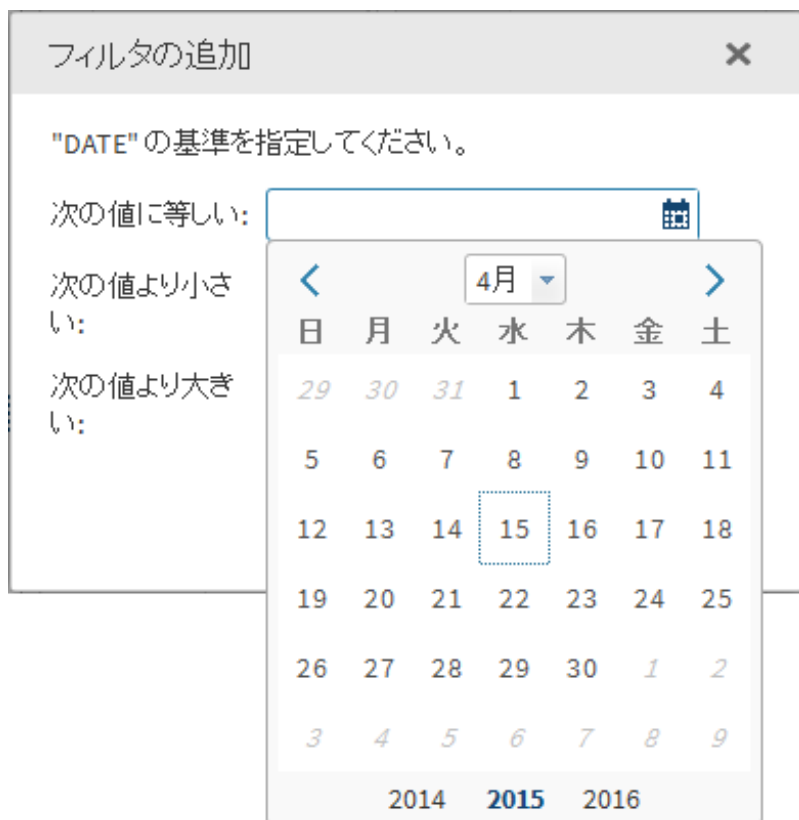 フィルタの追加
"DATE" の基準を指定してください。
次の値に等しい:
次の値より小さ
い:
次の値より大き
い:
4月
日 月 火 水 木 金 土
29 30 31 1 2 3 4
5 6 7 8 9 10 11
12 13 14 15 16 17 18
19 20 21 22 23 24 25
26 27 28 29 30 1 2
3 4 5 6 7 8 9
2014 2015 2016